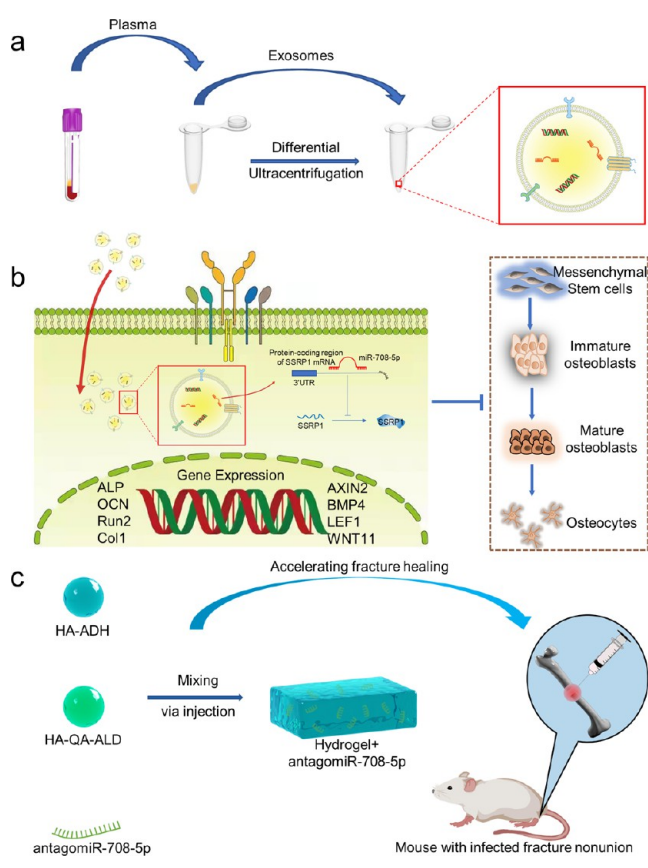 a
Plasma
Exosomes
Differential
Ultracentrifugation
b
Messenchymal
Stem cells
Immature
osteoblasts
Mature
osteoblasts
Osteocytes
Protein-coding region
of SSRP1 mRNA
miR-708-5p
3'UTR
SSRP1
SSRP1
Gene Expression
ALP
OCN
Run2
Col1
AXIN2
BMP4
LEF1
WNT11
c
Accelerating fracture healing
HA-ADH
Mixing
via injection
HA-QA-ALD
Hydrogel+
antagomiR-708-5p
antagomiR-708-5p
Mouse with infected fracture nonunion